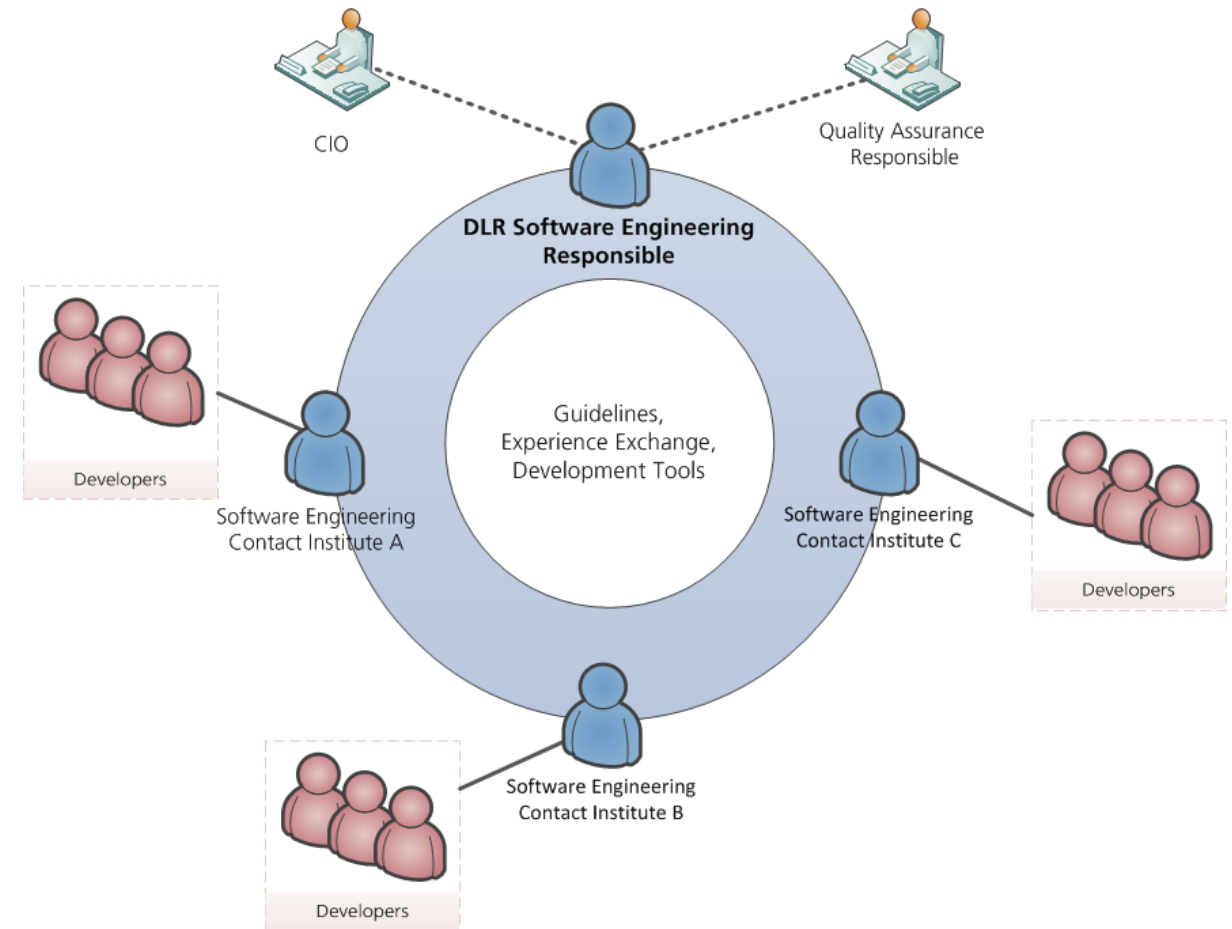 CIO
Quality Assurance
Responsible
DLR Software Engineering
Responsible
Guidelines,
Experience Exchange,
Development Tools
Developers
Software Engineering
Contact Institute A
Software Engineering
Contact Institute C
Developers
Software Engineering
Contact Institute B
Developers